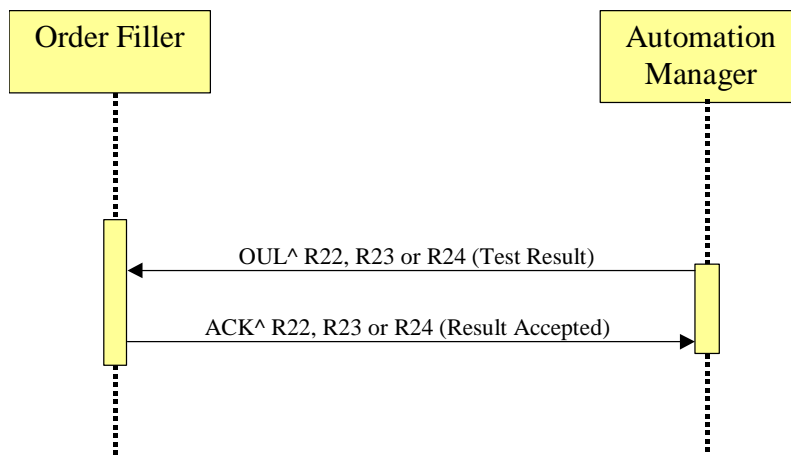 Order Filler
Automation
Manager
OUL^ R22, R23 or R24 (Test Result)
ACK^ R22, R23 or R24 (Result Accepted)